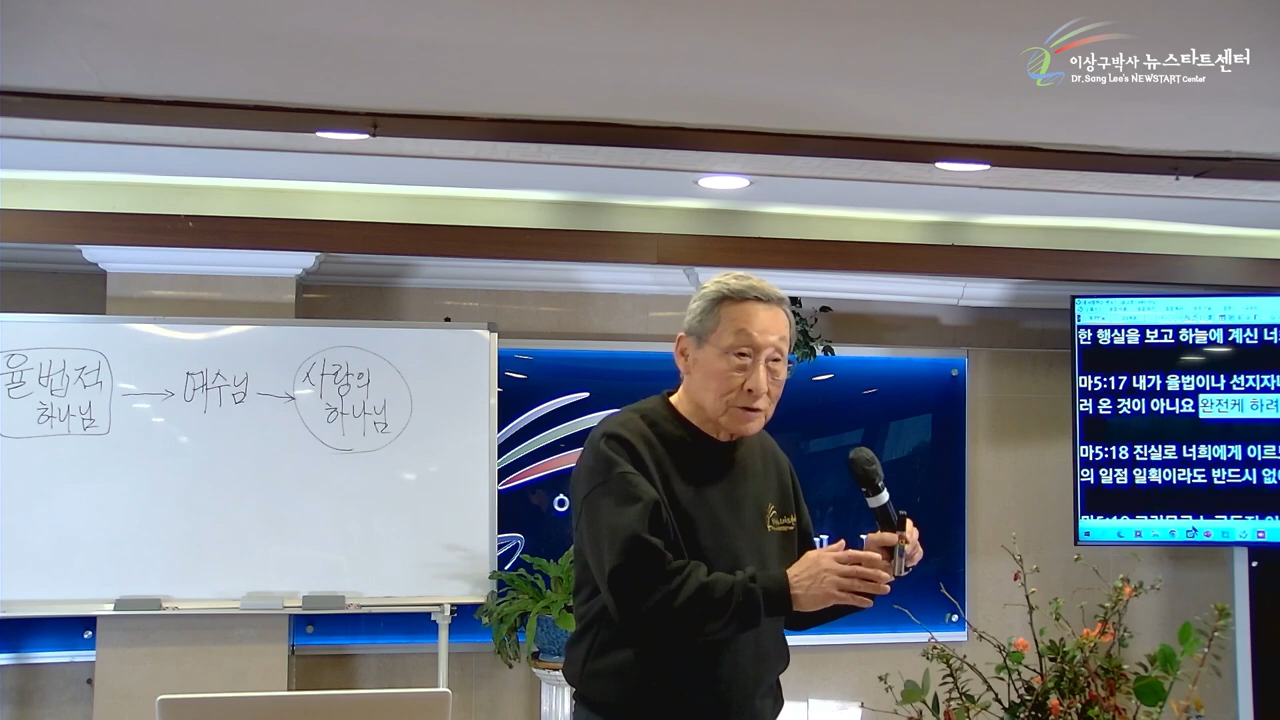 이상구박사 뉴스타트센터
Dr. Sang Lee's NEWSTART Center
율법적
하나님
예수님
사랑의
하나님
한 행실을 보고 하늘에 계신 너
마5:17 내가 율법이나 선지자
러 온 것이 아니요 완전케 하려
마5:18 진실로 너희에게 이르
의 일점 일획이라도 반드시 없